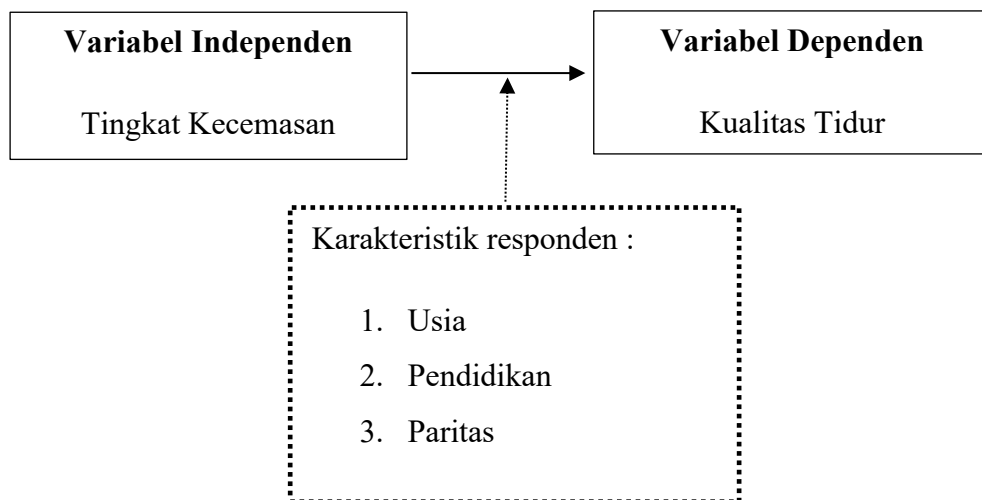 Variabel Independen
Tingkat Kecemasan
Variabel Dependen
Kualitas Tidur
Karakteristik responden :
1. Usia
2. Pendidikan
3. Paritas